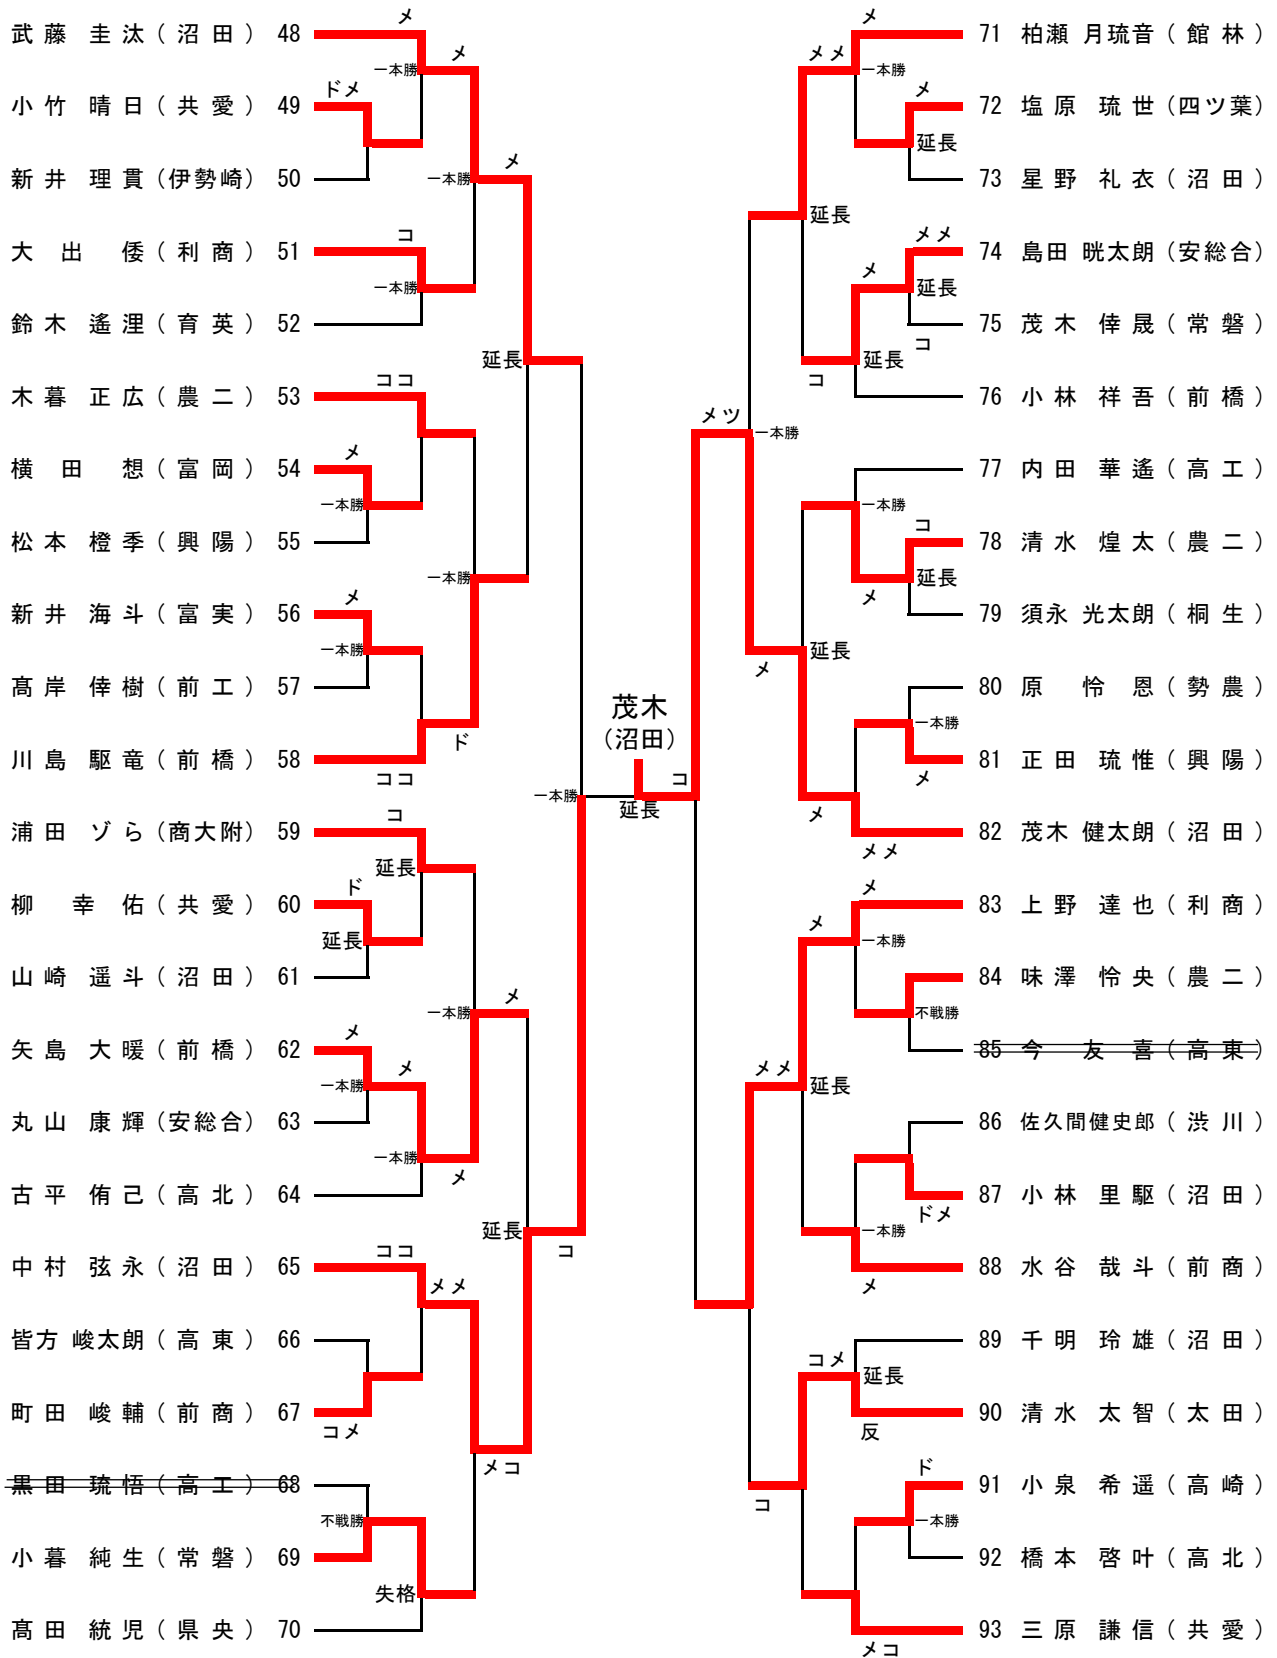 武藤 圭汰 ( 沼田 ) 48
小竹 晴日 ( 共愛 ) 49
新井 理貫 (伊勢崎) 50
大出 倭 ( 利商 ) 51
鈴木 遙浬 ( 育英 ) 52
木暮 正広 ( 農二 ) 53
横田 想 ( 富岡 ) 54
松本 橙季 ( 興陽 ) 55
新井 海斗 ( 富実 ) 56
髙岸 倖樹 ( 前工 ) 57
川島 駆竜 ( 前橋 ) 58
浦田 ゾら (商大附) 59
柳 幸佑 ( 共愛 ) 60
山崎 遥斗 ( 沼田 ) 61
矢島 大暖 ( 前橋 ) 62
丸山 康輝 (安総合) 63
古平 侑己 ( 高北 ) 64
中村 弦永 ( 沼田 ) 65
皆方 峻太朗 ( 高東 ) 66
町田 峻輔 ( 前商 ) 67
黒田 琉悟 ( 高工 ) 68
小暮 純生 ( 常磐 ) 69
髙田 統児 ( 県央 ) 70
メ
一本勝
ドメ
メ
コ
一本勝
一本勝
メ
ココ
メ
一本勝
メ
一本勝
ココ
ド
一本勝
延長
コ
延長
ド
延長
メ
一本勝
メ
一本勝
メ
一本勝
メ
ココ
コメ
メメ
不戦勝
失格
メコ
延長
コ
一本勝
茂木
(沼田)
延長
コ
メツ
一本勝
メメ
延長
メ
一本勝
メ
延長
メメ
延長
コ
メ
延長
コ
一本勝
コ
延長
メ
延長
メ
一本勝
メ
メメ
メ
メメ
延長
メ
メ
一本勝
不戦勝
ドメ
一本勝
メ
コメ
延長
反
コ
ド
一本勝
メコ
71 柏瀬 月琉音 ( 館林 )
72 塩原 琉世 (四ツ葉)
73 星野 礼衣 ( 沼田 )
74 島田 晄太朗 (安総合)
75 茂木 倖晟 ( 常磐 )
76 小林 祥吾 ( 前橋 )
77 内田 華遙 ( 高工 )
78 清水 煌太 ( 農二 )
79 須永 光太朗 ( 桐生 )
80 原 怜恩 ( 勢農 )
81 正田 琉惟 ( 興陽 )
82 茂木 健太朗 ( 沼田 )
83 上野 達也 ( 利商 )
84 味澤 怜央 ( 農二 )
85 今 友喜 ( 高東 )
86 佐久間健史郎 ( 渋川 )
87 小林 里駆 ( 沼田 )
88 水谷 哉斗 ( 前商 )
89 千明 玲雄 ( 沼田 )
90 清水 太智 ( 太田 )
91 小泉 希遥 ( 高崎 )
92 橋本 啓叶 ( 高北 )
93 三原 謙信 ( 共愛 )